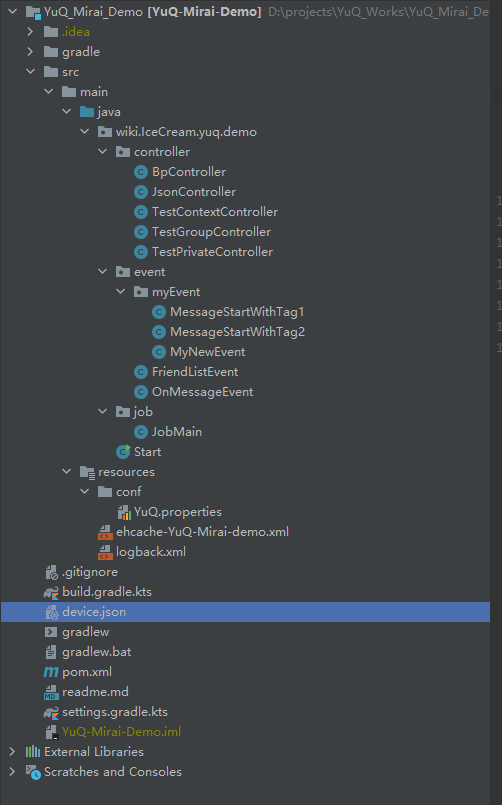 YuQ_Mirai_Demo [YuQ-Mirai-Demo] D:\projects\YuQ_Works\YuQ_Mirai_De
.idea
gradle
src
main
java
wiki.IceCream.yuq.demo
controller
BpController
JsonController
TestContextController
TestGroupController
TestPrivateController
event
myEvent
MessageStartWithTag1
MessageStartWithTag2
MyNewEvent
FriendListEvent
OnMessageEvent
job
JobMain
Start
resources
conf
YuQ.properties
ehcache-YuQ-Mirai-demo.xml
logback.xml
.gitignore
build.gradle.kts
device.json
gradlew
gradlew.bat
pom.xml
readme.md
settings.gradle.kts
YuQ-Mirai-Demo.iml
External Libraries
Scratches and Consoles